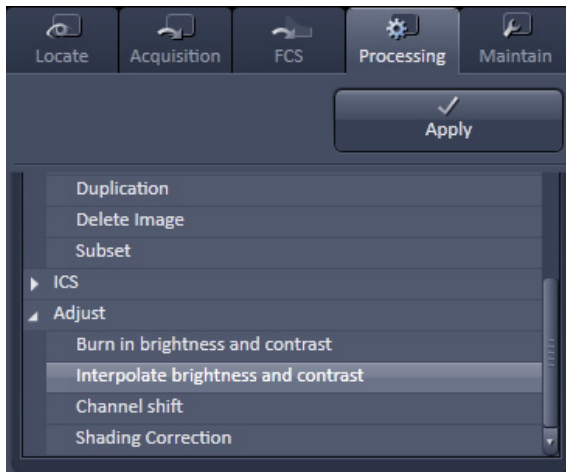 Locate Acquisition FCS Processing Maintain
Apply
Duplication
Delete Image
Subset
ICS
Adjust
Burn in brightness and contrast
Interpolate brightness and contrast
Channel shift
Shading Correction